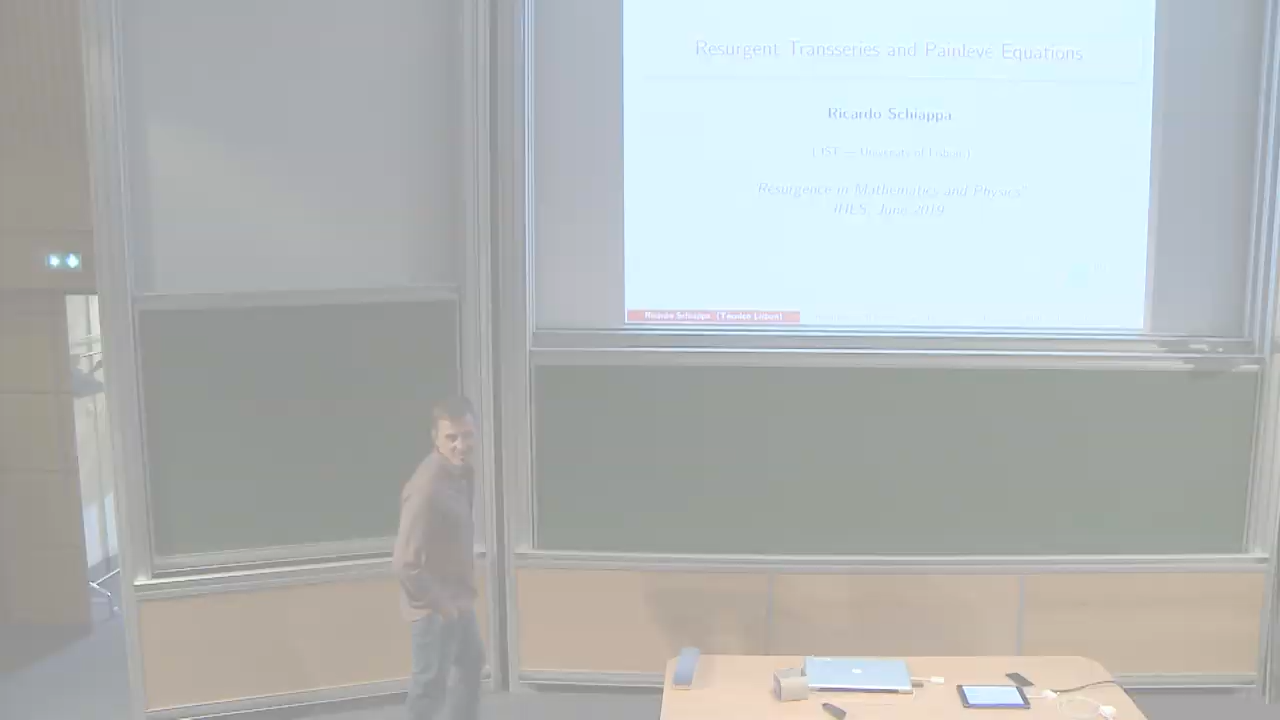 Resurgent Transseries and Painlevé Equations
Ricardo Schiappa
( IST — University of Lisbon )
"Resurgence in Mathematics and Physics"
IHES, June 2019
Ricardo Schiappa (Técnico Lisboa)